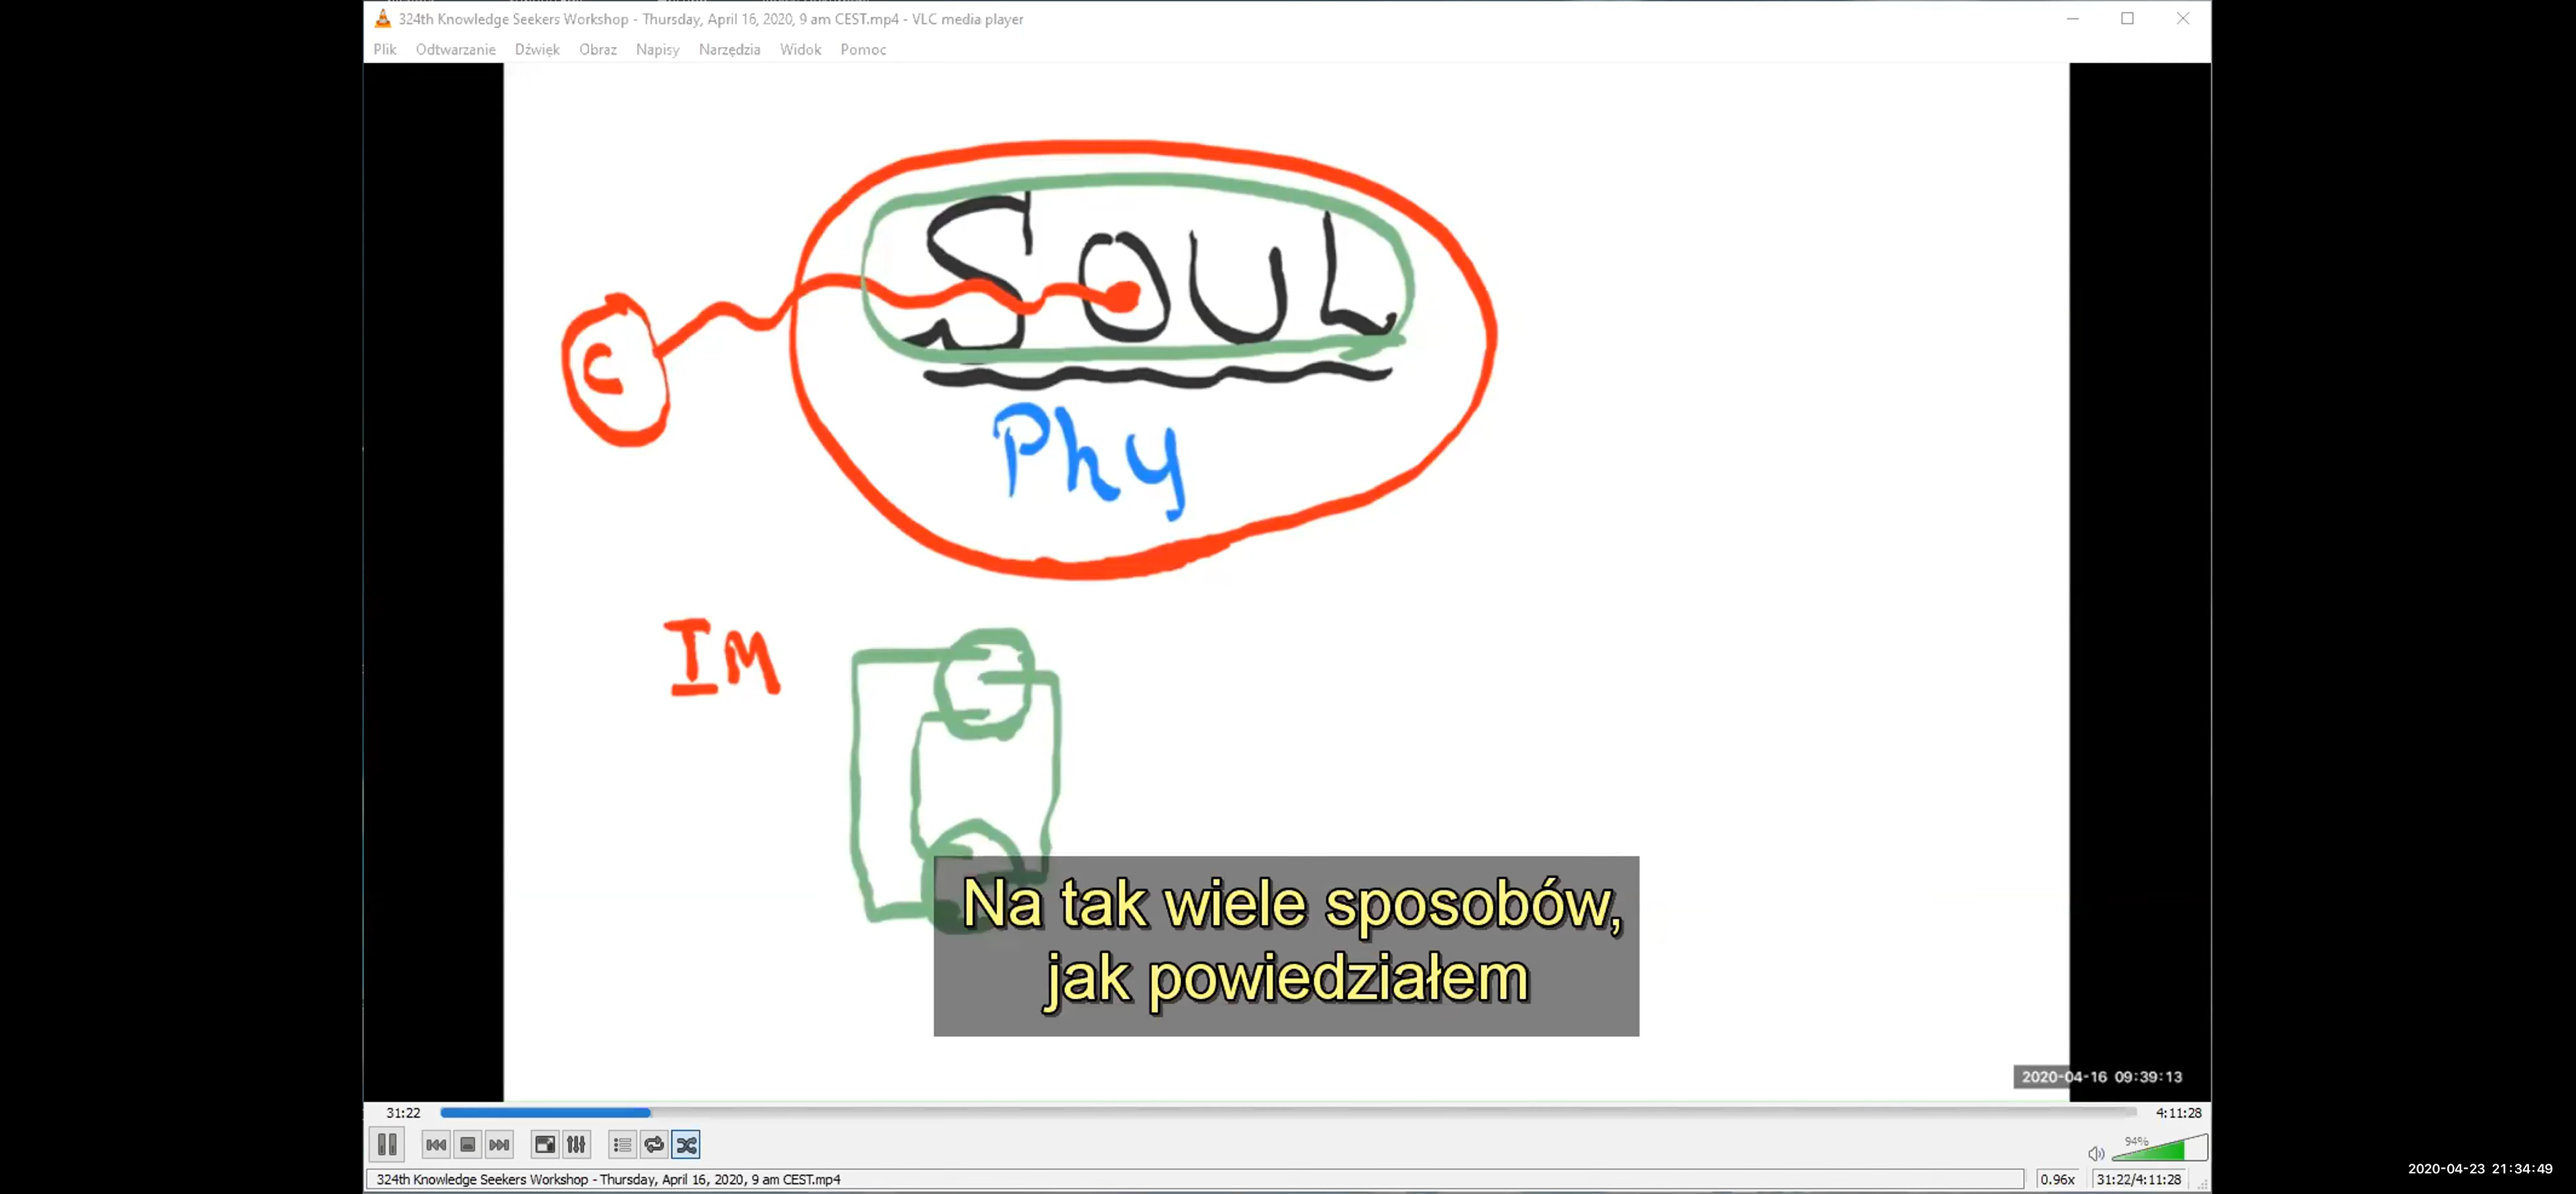 324th Knowledge Seekers Workshop - Thursday, April 16, 2020, 9 am CEST.mp4 - VLC media player
Plik Odtwarzanie Dźwięk Obraz Napisy Narzędzia Widok Pomoc
SOUL
C
Phy
IM
Na tak wiele sposobów,
jak powiedziałem
2020-04-16 09:39:13
31:22 4:11:28
94%
324th Knowledge Seekers Workshop - Thursday, April 16, 2020, 9 am CEST.mp4 0.96x 31:22/4:11:28
2020-04-23 21:34:49